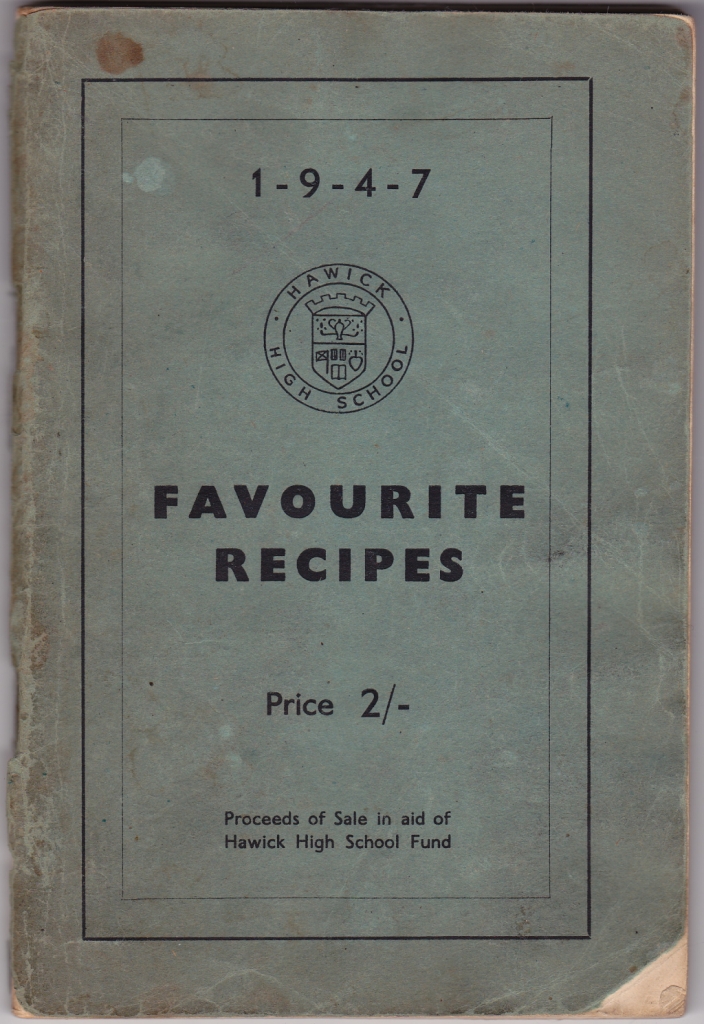 1-9-4-7
HAWICK
HIGH SCHOOL
FAVOURITE
RECIPES
Price 2/-
Proceeds of Sale in aid of
Hawick High School Fund